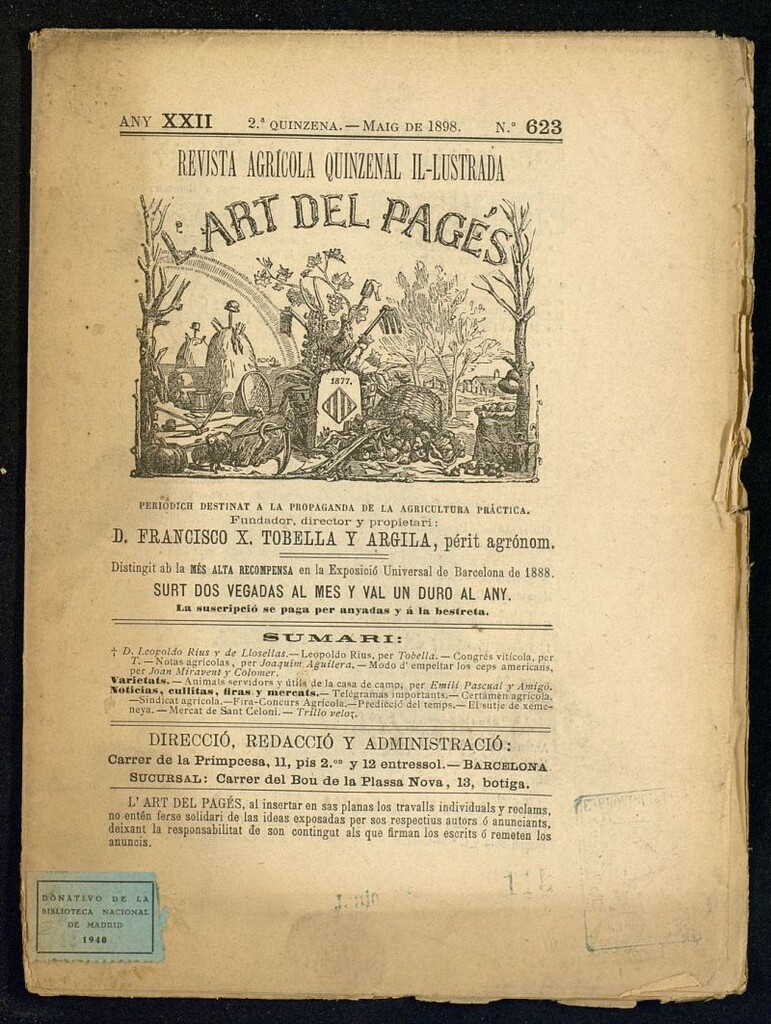 ANY XXII 2.ª QUINZENA.—MAIG DE 1898. N.º 623
REVISTA AGRÍCOLA QUINZENAL IL-LUSTRADA
L' ART DEL PAGÉS
1877.
PERIÓDICH DESTINAT A LA PROPAGANDA DE LA AGRICULTURA PRÁCTICA.
Fundador, director y propietari:
D. FRANCISCO X. TOBELLA Y ARGILA, périt agrónom.
Distingit ab la MÉS ALTA RECOMPENSA en la Exposició Universal de Barcelona de 1888.
SURT DOS VEGADAS AL MES Y VAL UN DURO AL ANY.
La suscripció se paga per anyadas y á la bestreta.
SUMARI:
† D. Leopoldo Rius y de Llosellas.—Leopoldo Rius, per Tobella.—Congrés vitícola, per
T.—Notas agrícolas, per Joaquim Aguilera.—Modo d' empeltar los ceps americans,
per Joan Miravent y Colomer.
Varietats.—Animals servidors y útils de la casa de camp, per Emili Pascual y Amigó.
Noticias, cullitas, firas y mercats.—Telégramas importants.—Certámen agrícola,
—Sindicat agrícola.—Fira-Concurs Agrícola.—Predicció del temps.—El sutje de xeme-
neya.—Mercat de Sant Celoni.—Trillo veloz.
DIRECCIÓ, REDACCIÓ Y ADMINISTRACIÓ:
Carrer de la Primpcesa, 11, pis 2.on y 12 entressol.—BARCELONA
SUCURSAL: Carrer del Bou de la Plassa Nova, 13, botiga.
L' ART DEL PAGÉS, al insertar en sas planas los travalls individuals y reclams,
no entén ferse solidari de las ideas exposadas per sos respectius autors ó anunciants,
deixant la responsabilitat de son contingut als que firman los escrits ó remeten los
anuncis.
DONATIVO DE LA
BIBLIOTECA NACIONAL
DE MADRID
1940